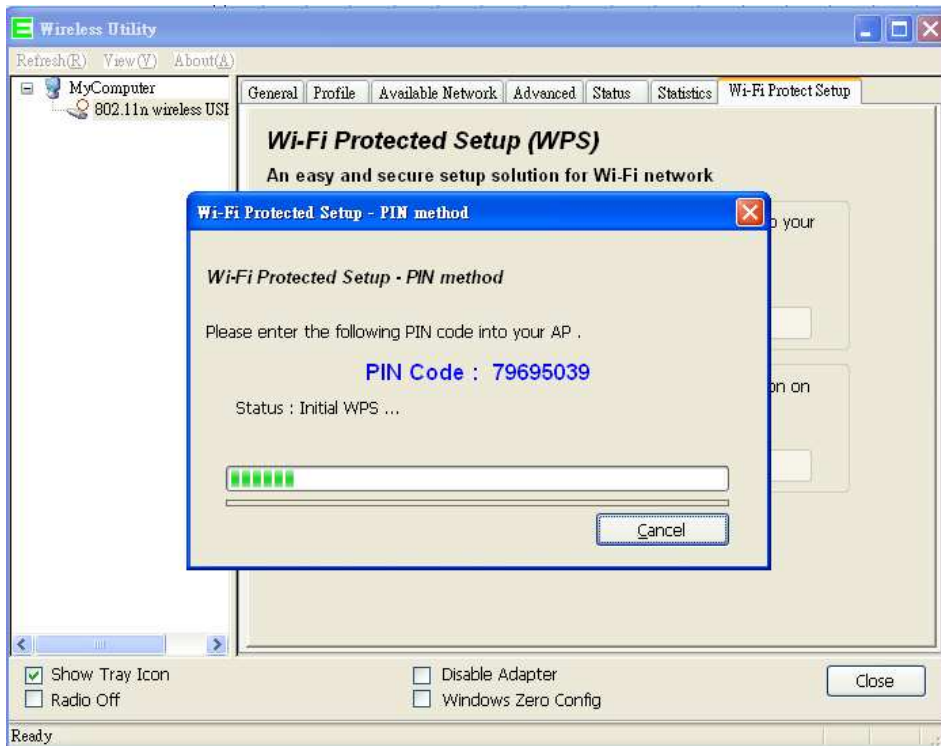 Wireless Utility
Refresh(R) View(V) About(A)
MyComputer
802.11n wireless USB
General Profile Available Network Advanced Status Statistics Wi-Fi Protect Setup
Wi-Fi Protected Setup (WPS)
An easy and secure setup solution for Wi-Fi network
your
on on
Wi-Fi Protected Setup - PIN method
Wi-Fi Protected Setup - PIN method
Please enter the following PIN code into your AP .
PIN Code : 79695039
Status : Initial WPS ...
Cancel
Show Tray Icon
Disable Adapter
Radio Off
Windows Zero Config
Close
Ready